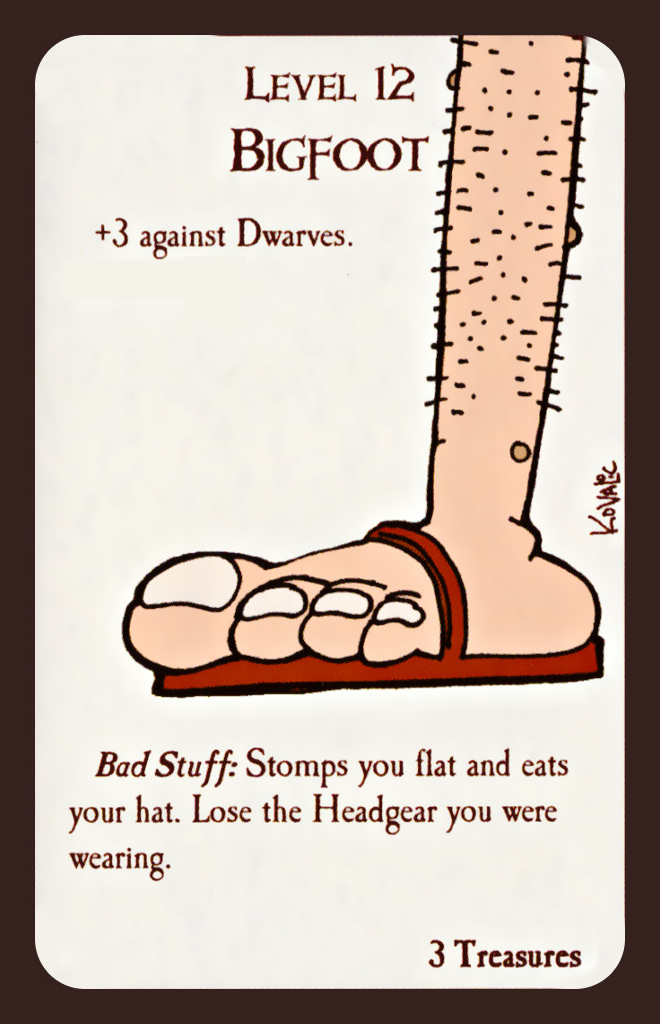 LEVEL 12
BIGFOOT
+3 against Dwarves.
KOVALIC
Bad Stuff: Stomps you flat and eats
your hat. Lose the Headgear you were
wearing.
3 Treasures